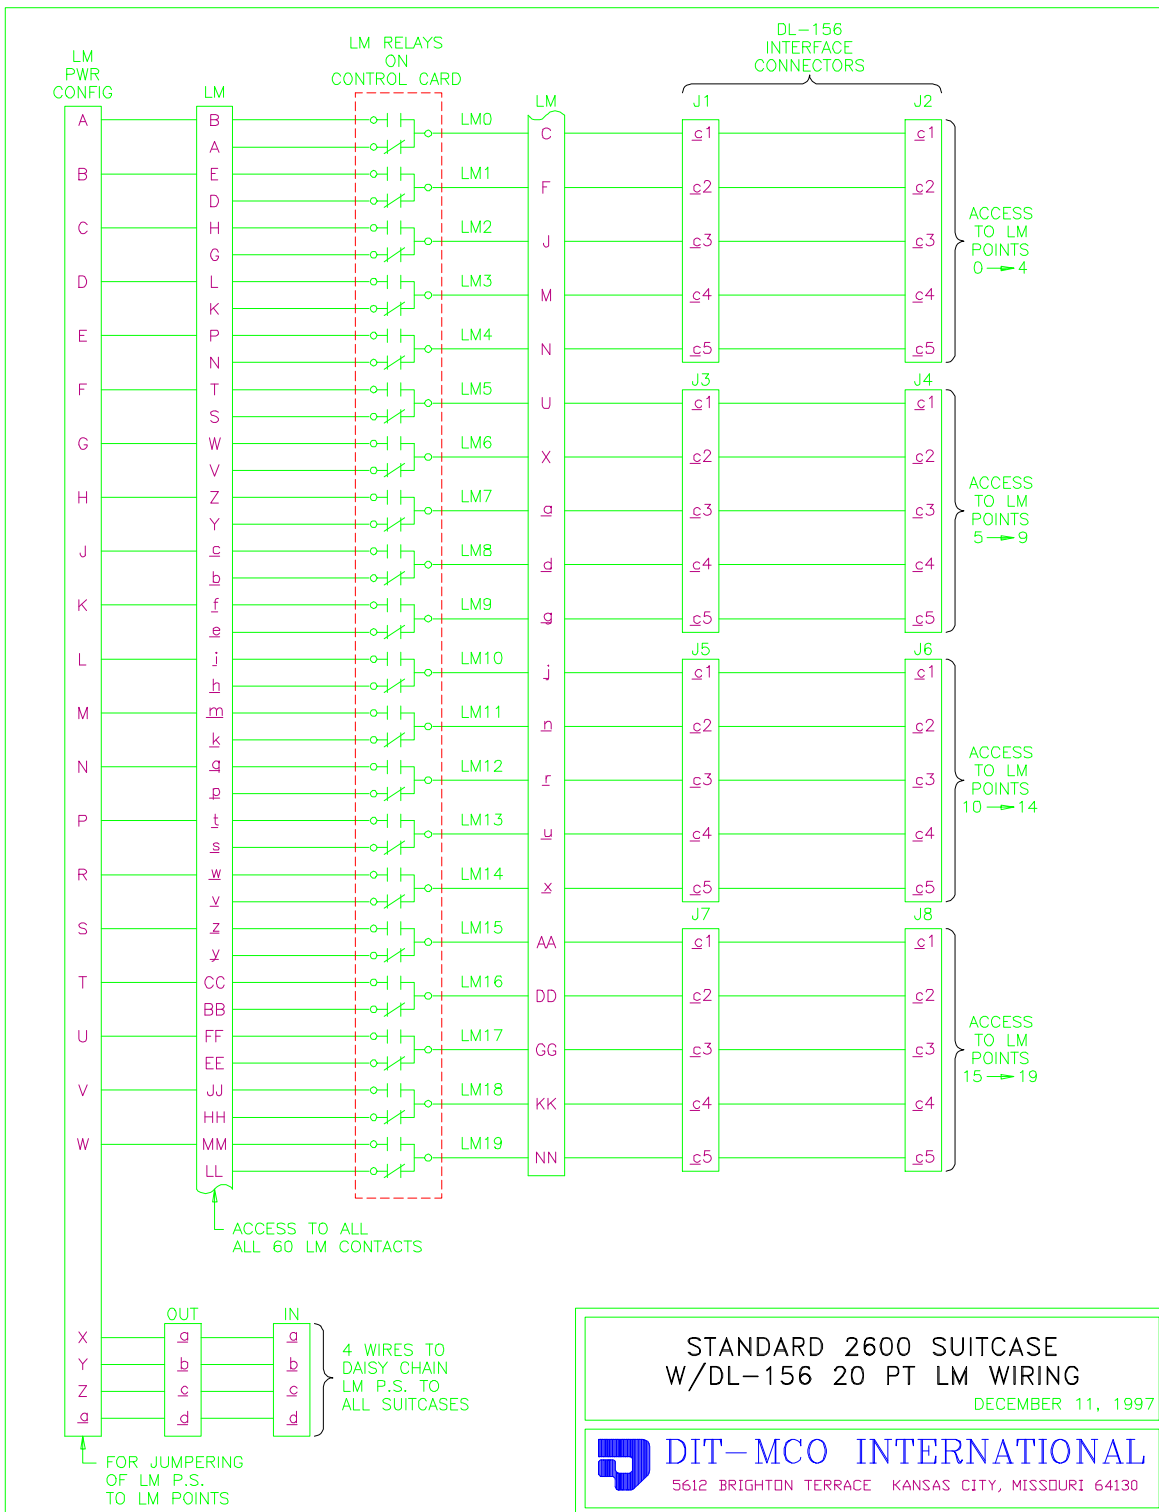 DL-156
INTERFACE
CONNECTORS
LM RELAYS
ON
CONTROL CARD
LM
PWR
CONFIG
LM
LM
J1
J2
A B LM0
A C c1 c1
B E LM1
D F c2 c2
C H LM2
G J c3 c3
D L LM3
K M c4 c4
E P LM4
N N c5 c5
ACCESS
TO LM
POINTS
0 → 4
J3 J4
F T LM5
S U c1 c1
G W LM6
V X c2 c2
H Z LM7
Y a c3 c3
J c LM8
b d c4 c4
K f LM9
e g c5 c5
ACCESS
TO LM
POINTS
5 → 9
J5 J6
L i LM10
h j c1 c1
M m LM11
k n c2 c2
N q LM12
p r c3 c3
P t LM13
s u c4 c4
R w LM14
v x c5 c5
ACCESS
TO LM
POINTS
10 → 14
J7 J8
S z LM15
y AA c1 c1
T CC LM16
BB DD c2 c2
U FF LM17
EE GG c3 c3
V JJ LM18
HH KK c4 c4
W MM LM19
LL NN c5 c5
ACCESS
TO LM
POINTS
15 → 19
ACCESS TO ALL
ALL 60 LM CONTACTS
OUT IN
X a a
Y b b
Z c c
a d d
4 WIRES TO
DAISY CHAIN
LM P.S. TO
ALL SUITCASES
FOR JUMPERING
OF LM P.S.
TO LM POINTS
STANDARD 2600 SUITCASE
W/DL-156 20 PT LM WIRING
DECEMBER 11, 1997
DIT-MCO INTERNATIONAL
5612 BRIGHTON TERRACE KANSAS CITY, MISSOURI 64130